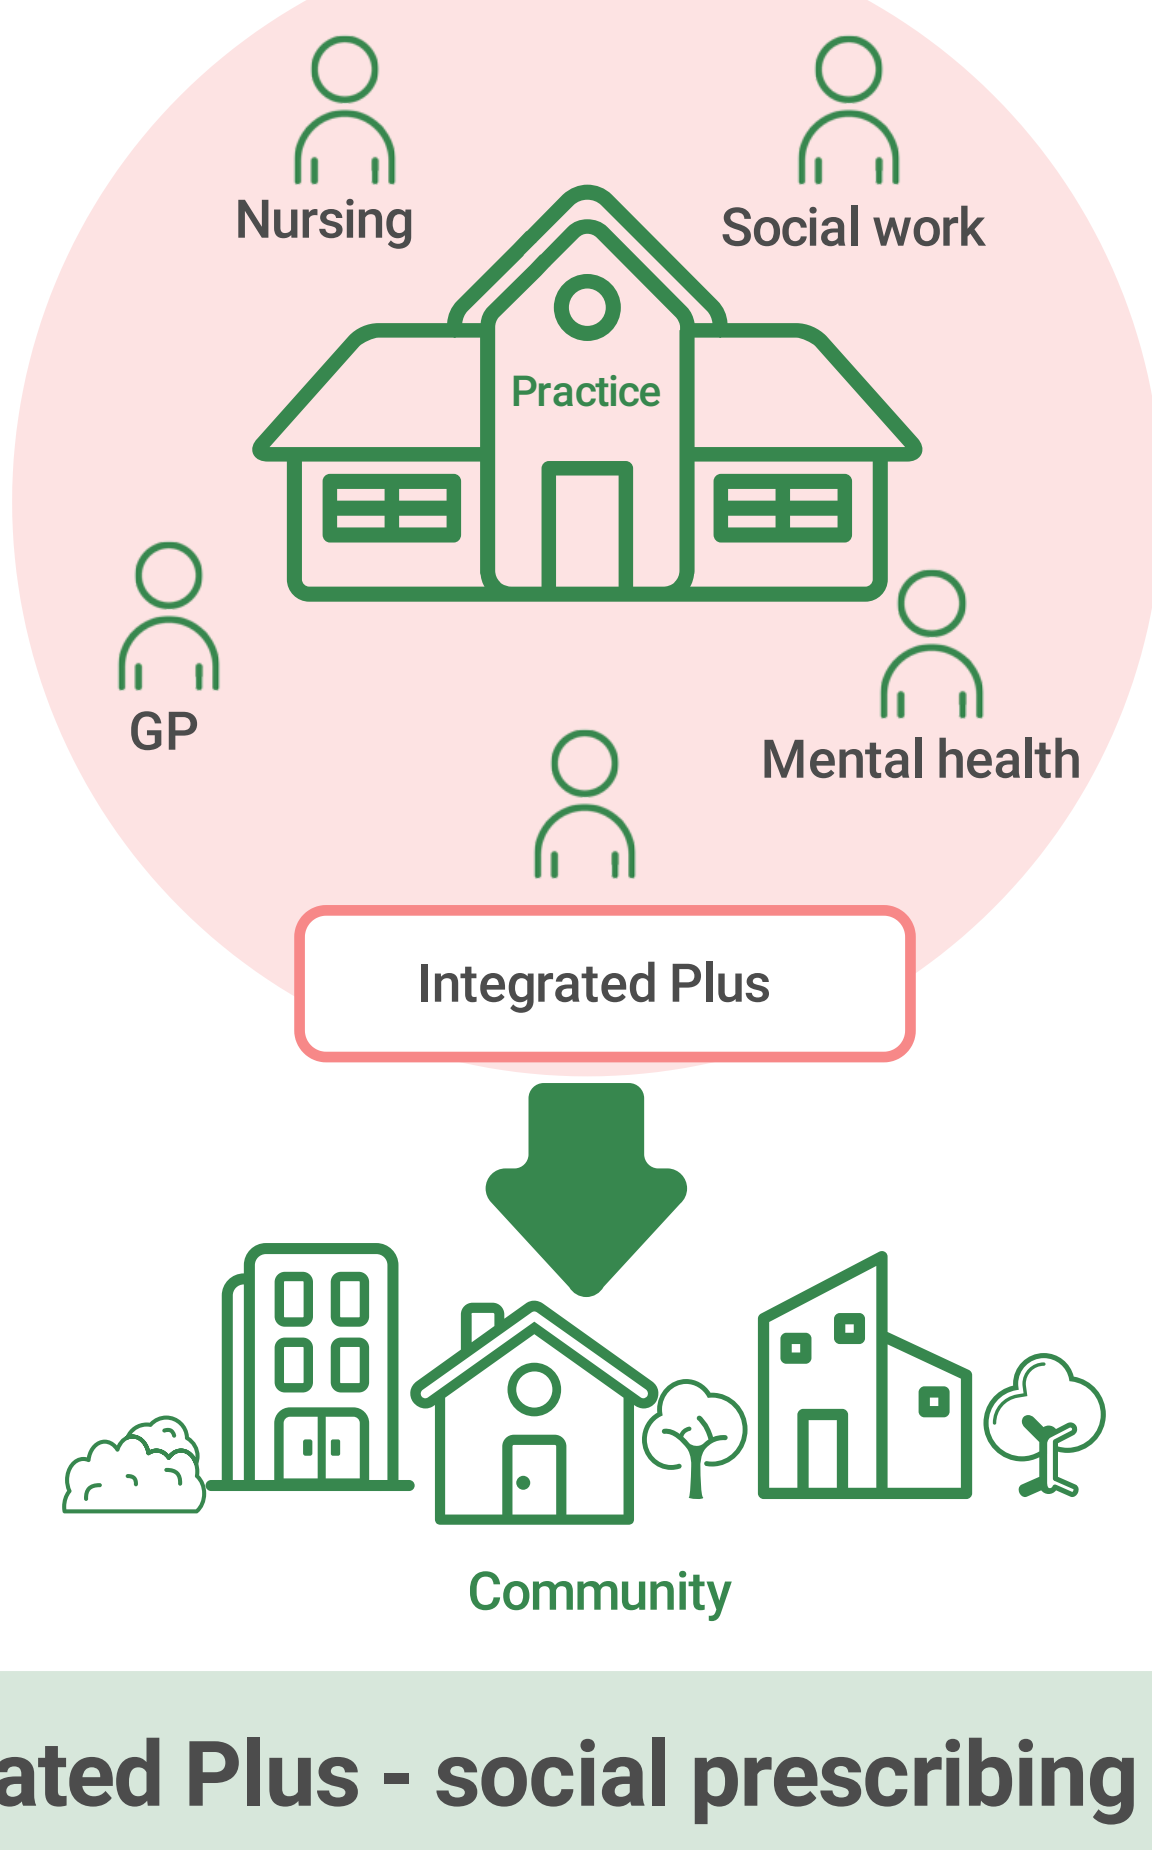 Nursing
Social work
Practice
GP
Mental health
Integrated Plus
Community
ated Plus - social prescribing